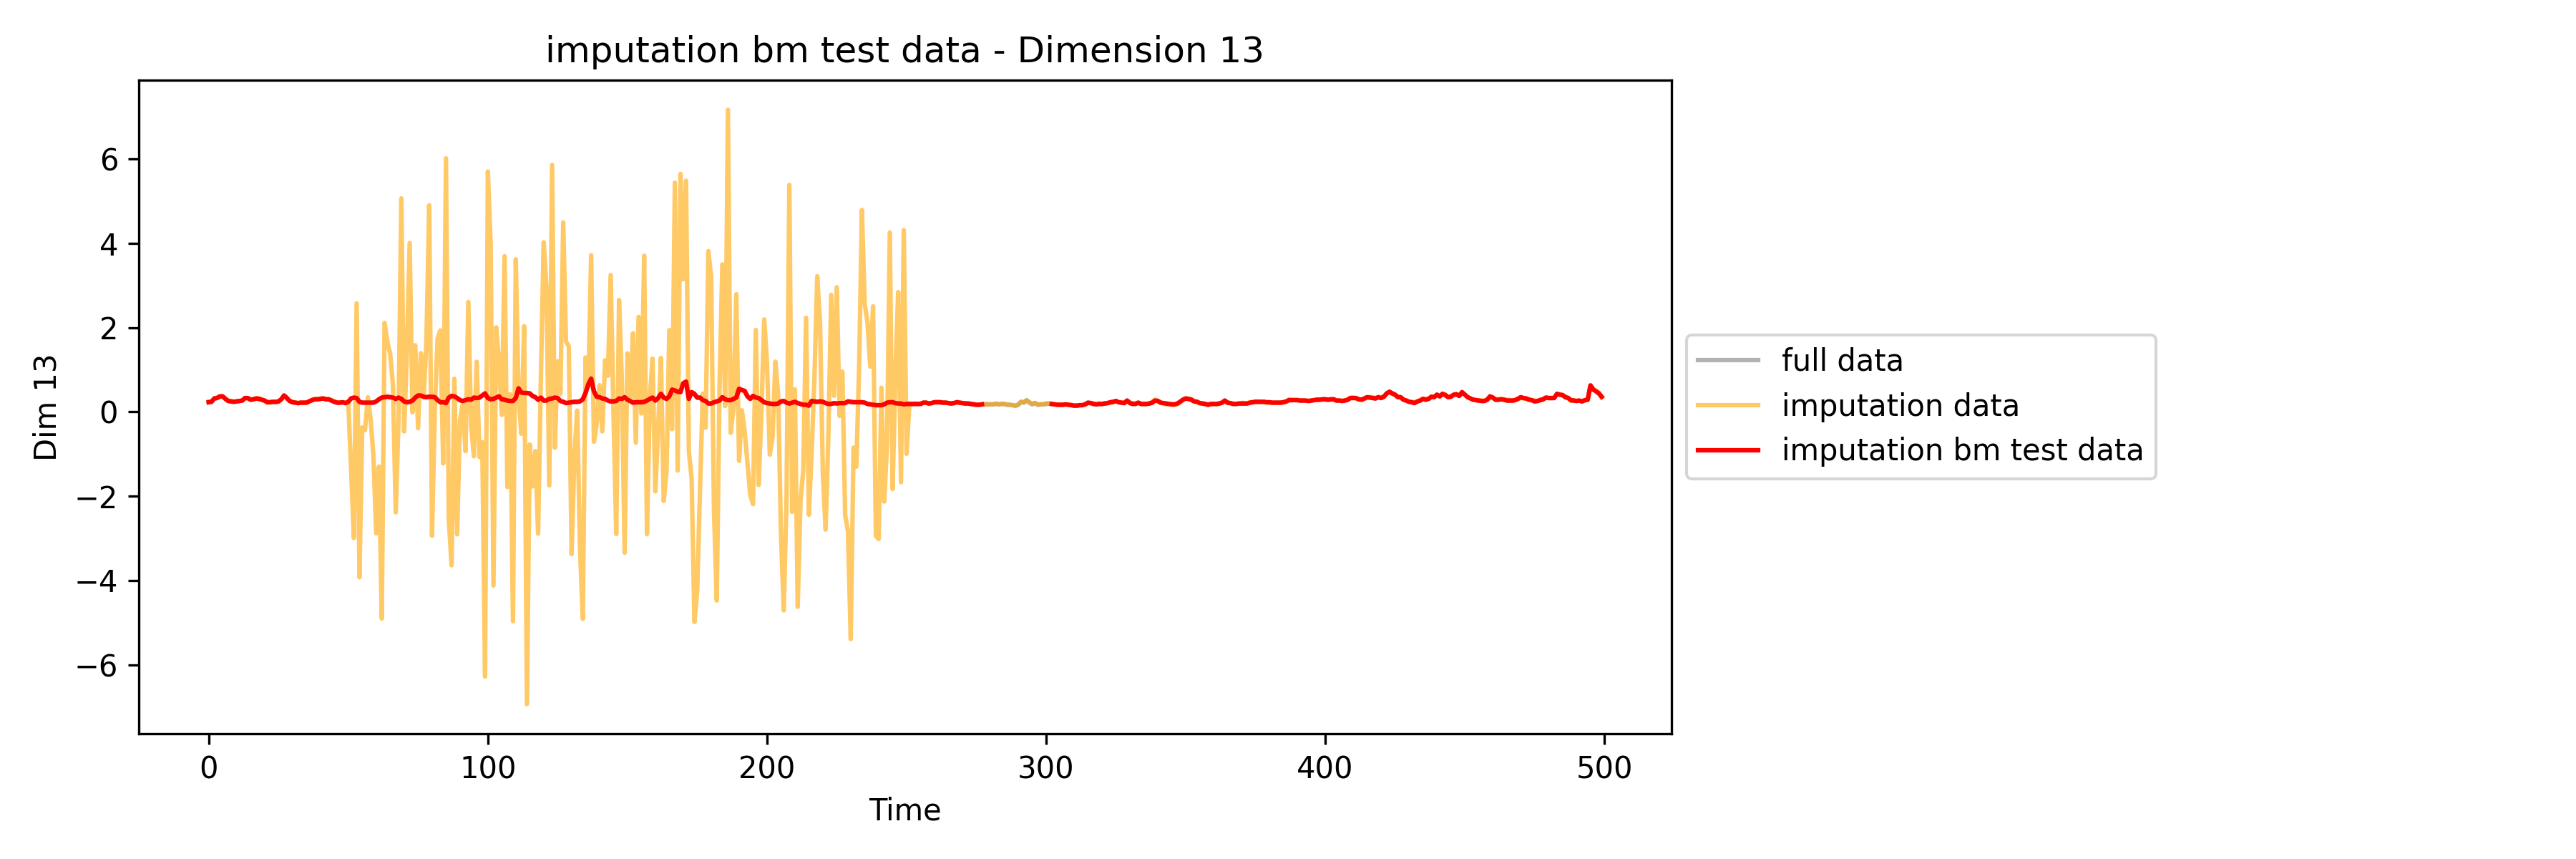 imputation bm test data - Dimension 13
Dim 13
6
4
2
0
−2
−4
−6
0 100 200 300 400 500
Time
full data
imputation data
imputation bm test data